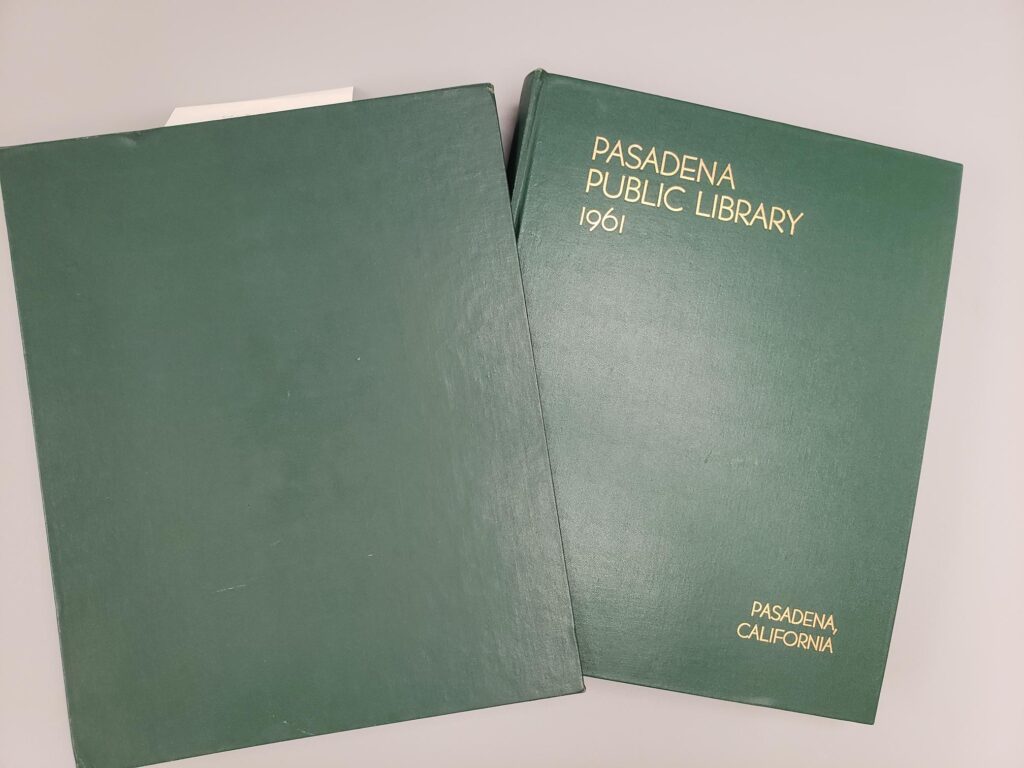 PASADENA
PUBLIC LIBRARY
1961
PASADENA,
CALIFORNIA